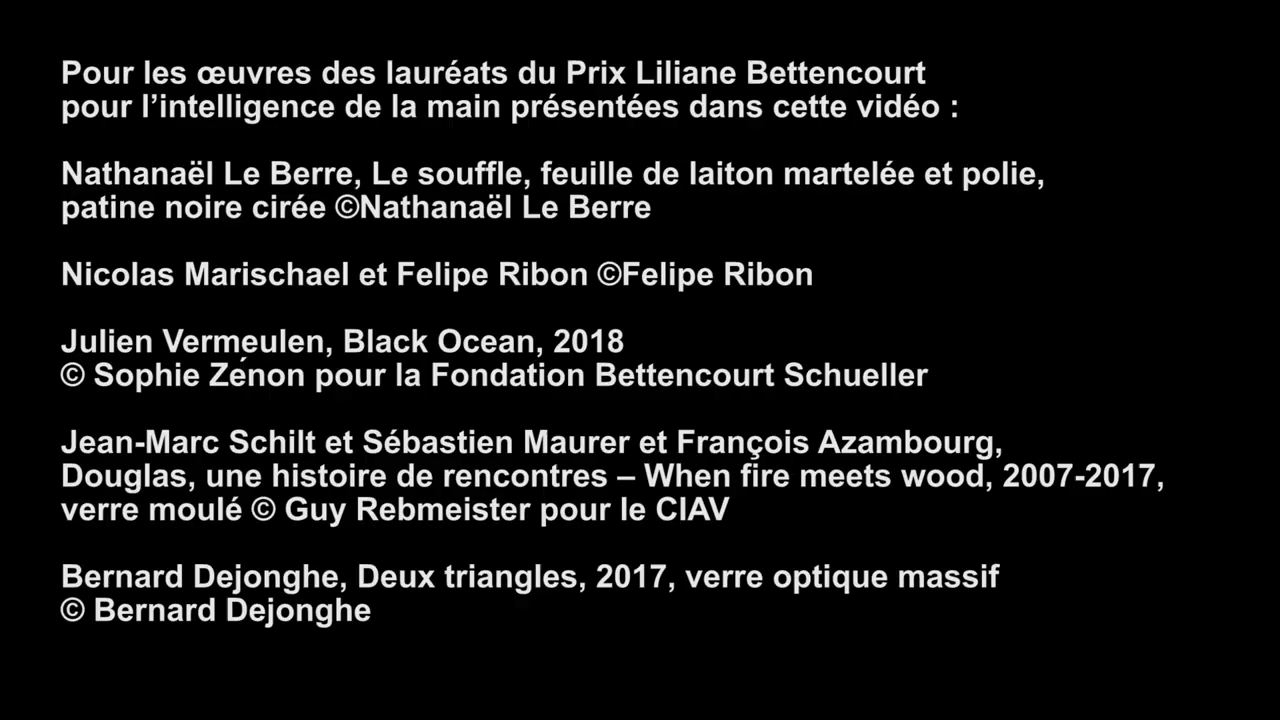 Pour les œuvres des lauréats du Prix Liliane Bettencourt
pour l’intelligence de la main présentées dans cette vidéo :
Nathanaël Le Berre, Le souffle, feuille de laiton martelée et polie,
patine noire cirée ©Nathanaël Le Berre
Nicolas Marischael et Felipe Ribon ©Felipe Ribon
Julien Vermeulen, Black Ocean, 2018
© Sophie Zénon pour la Fondation Bettencourt Schueller
Jean-Marc Schilt et Sébastien Maurer et François Azambourg,
Douglas, une histoire de rencontres – When fire meets wood, 2007-2017,
verre moulé © Guy Rebmeister pour le CIAV
Bernard Dejonghe, Deux triangles, 2017, verre optique massif
© Bernard Dejonghe